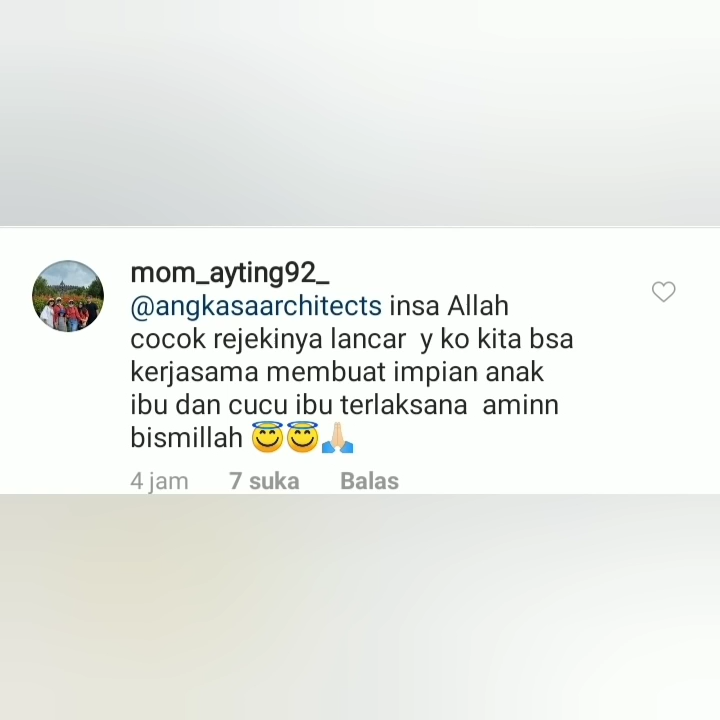 mom_ayting92_
@angkasaarchitects insa Allah
cocok rejekinya lancar  y ko kita bsa
kerjasama membuat impian anak
ibu dan cucu ibu terlaksana  aminn
bismillah 😇😇🙏🏻
4 jam 7 suka Balas